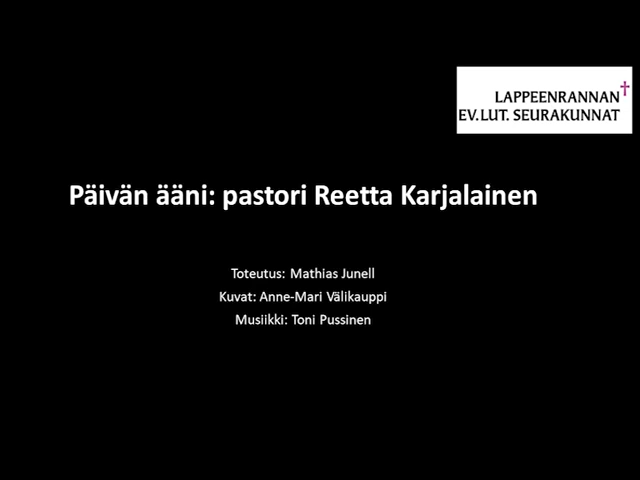 LAPPEENRANNAN
EV.LUT. SEURAKUNNAT
Päivän ääni: pastori Reetta Karjalainen
Toteutus: Mathias Junell
Kuvat: Anne-Mari Välikauppi
Musiikki: Toni Pussinen